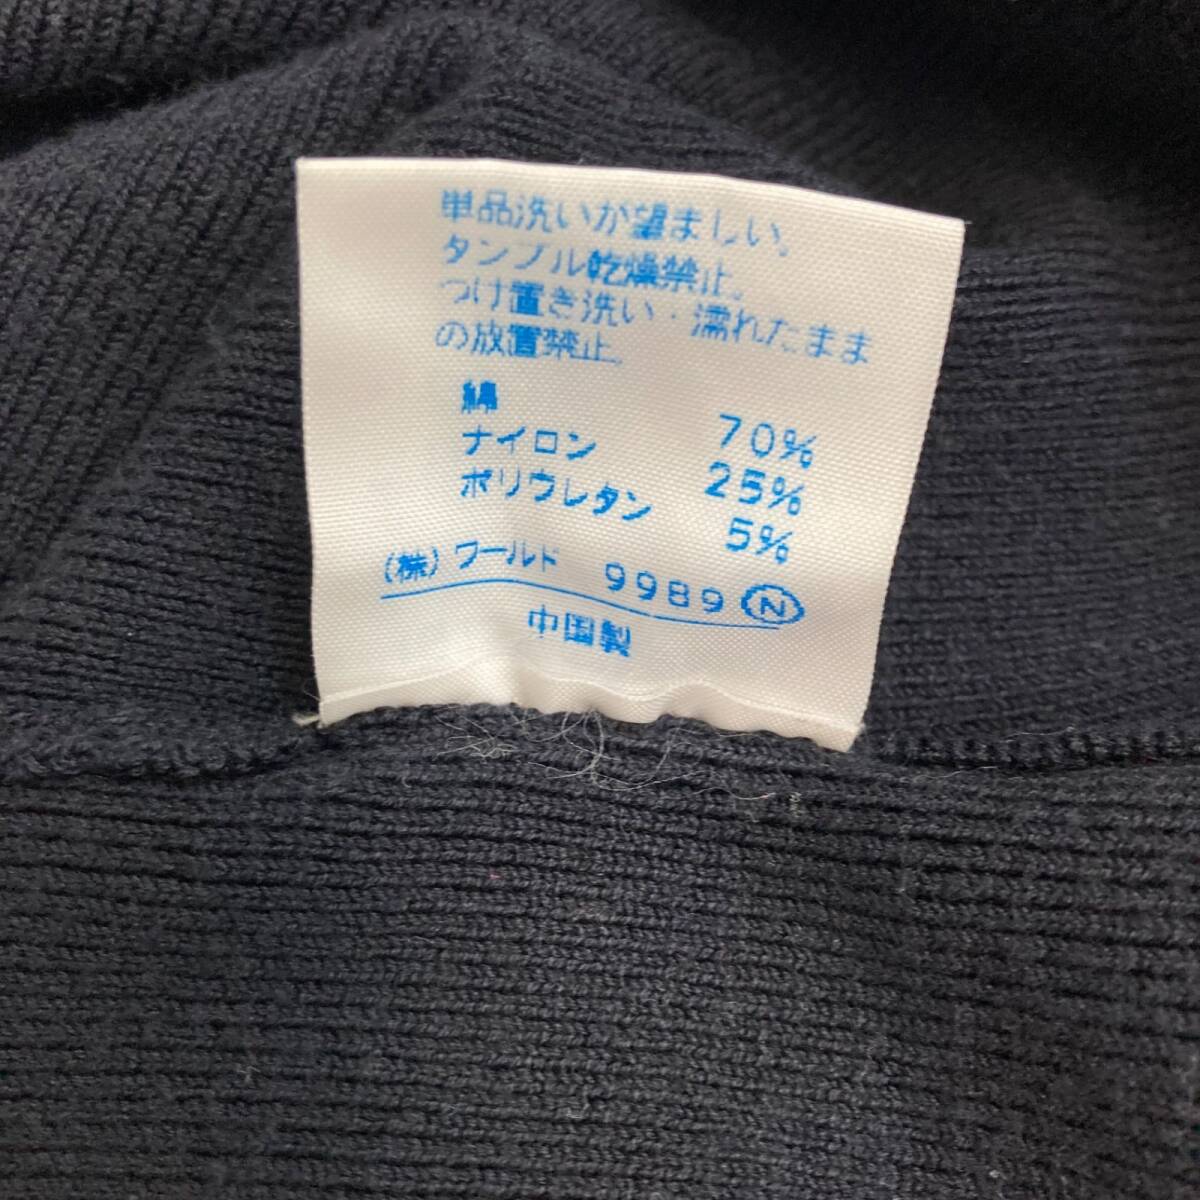 単品洗いが望ましい。
タンブル乾燥禁止。
つけ置き洗い・濡れたまま
の放置禁止。
綿 70%
ナイロン 25%
ポリウレタン 5%
(株)ワールド 9989 N
中国製